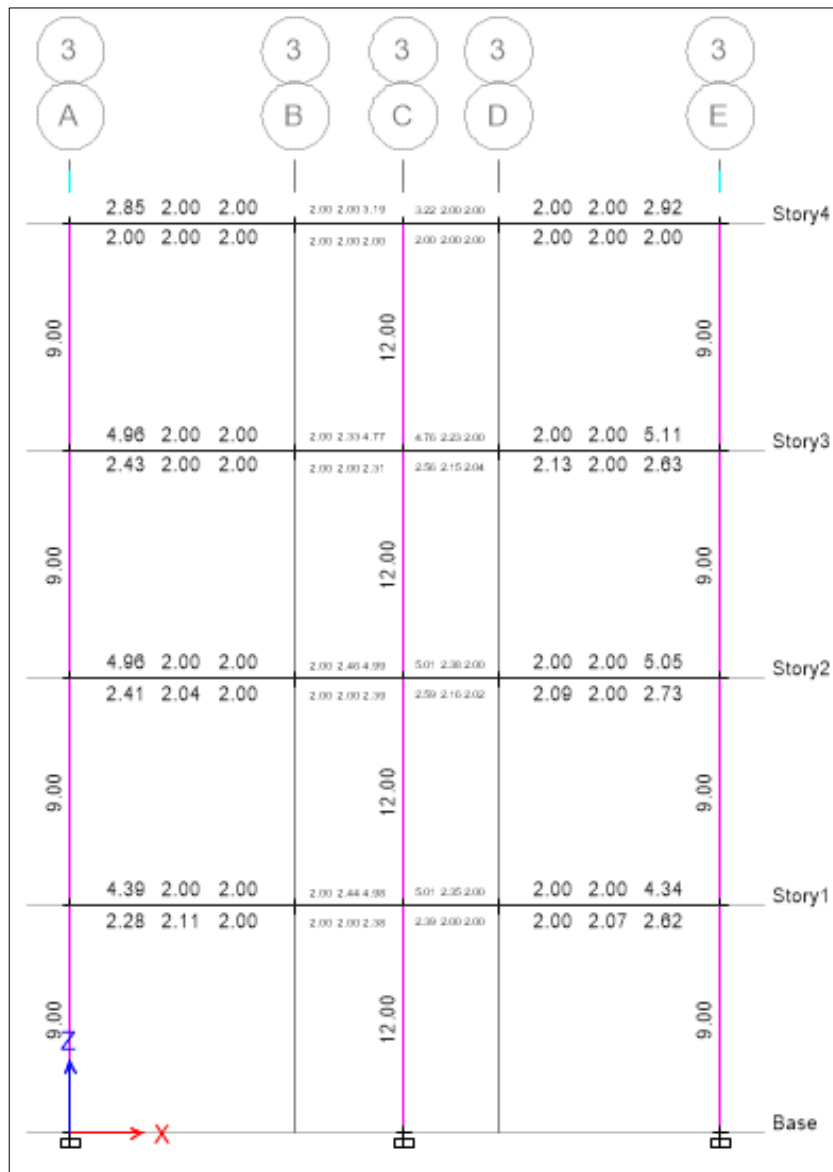 3 3 3 3 3
A B C D E
2.85 2.00 2.00 2.00 2.00 3.19 3.22 2.00 2.00 2.00 2.00 2.92 Story4
2.00 2.00 2.00 2.00 2.00 2.00 2.00 2.00 2.00 2.00 2.00 2.00
9.00 12.00 9.00
4.96 2.00 2.00 2.00 2.33 4.77 4.76 2.23 2.00 2.00 2.00 5.11 Story3
2.43 2.00 2.00 2.00 2.00 2.31 2.56 2.15 2.04 2.13 2.00 2.63
9.00 12.00 9.00
4.96 2.00 2.00 2.00 2.46 4.99 5.01 2.38 2.00 2.00 2.00 5.05 Story2
2.41 2.04 2.00 2.00 2.00 2.39 2.59 2.16 2.02 2.09 2.00 2.73
9.00 12.00 9.00
4.39 2.00 2.00 2.00 2.44 4.98 5.01 2.35 2.00 2.00 2.00 4.34 Story1
2.28 2.11 2.00 2.00 2.00 2.38 2.39 2.00 2.00 2.00 2.07 2.62
9.00 12.00 9.00
Z
X Base